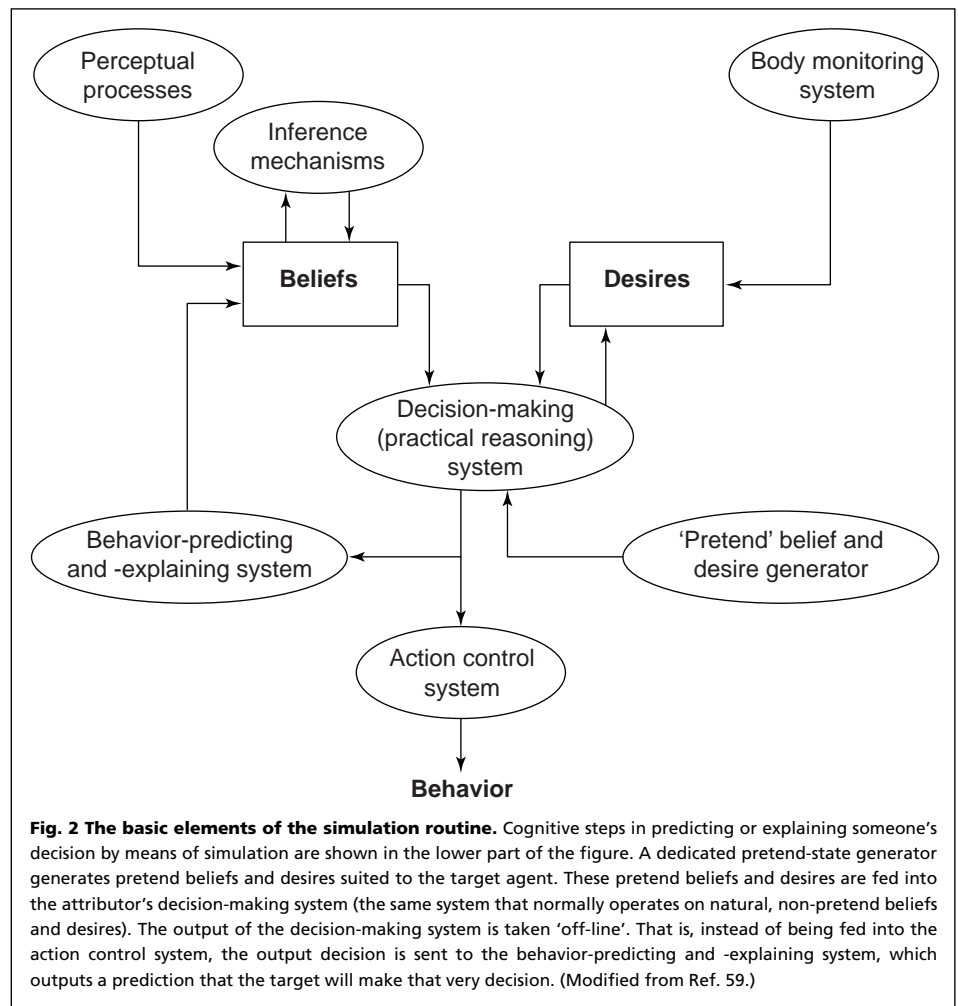 Perceptual
processes
Body monitoring
system
Inference
mechanisms
Beliefs
Desires
Decision-making
(practical reasoning)
system
Behavior-predicting
and -explaining system
‘Pretend’ belief and
desire generator
Action control
system
Behavior
Fig. 2 The basic elements of the simulation routine. Cognitive steps in predicting or explaining someone’s
decision by means of simulation are shown in the lower part of the figure. A dedicated pretend-state generator
generates pretend beliefs and desires suited to the target agent. These pretend beliefs and desires are fed into
the attributor’s decision-making system (the same system that normally operates on natural, non-pretend beliefs
and desires). The output of the decision-making system is taken ‘off-line’. That is, instead of being fed into the
action control system, the output decision is sent to the behavior-predicting and -explaining system, which
outputs a prediction that the target will make that very decision. (Modified from Ref. 59.)